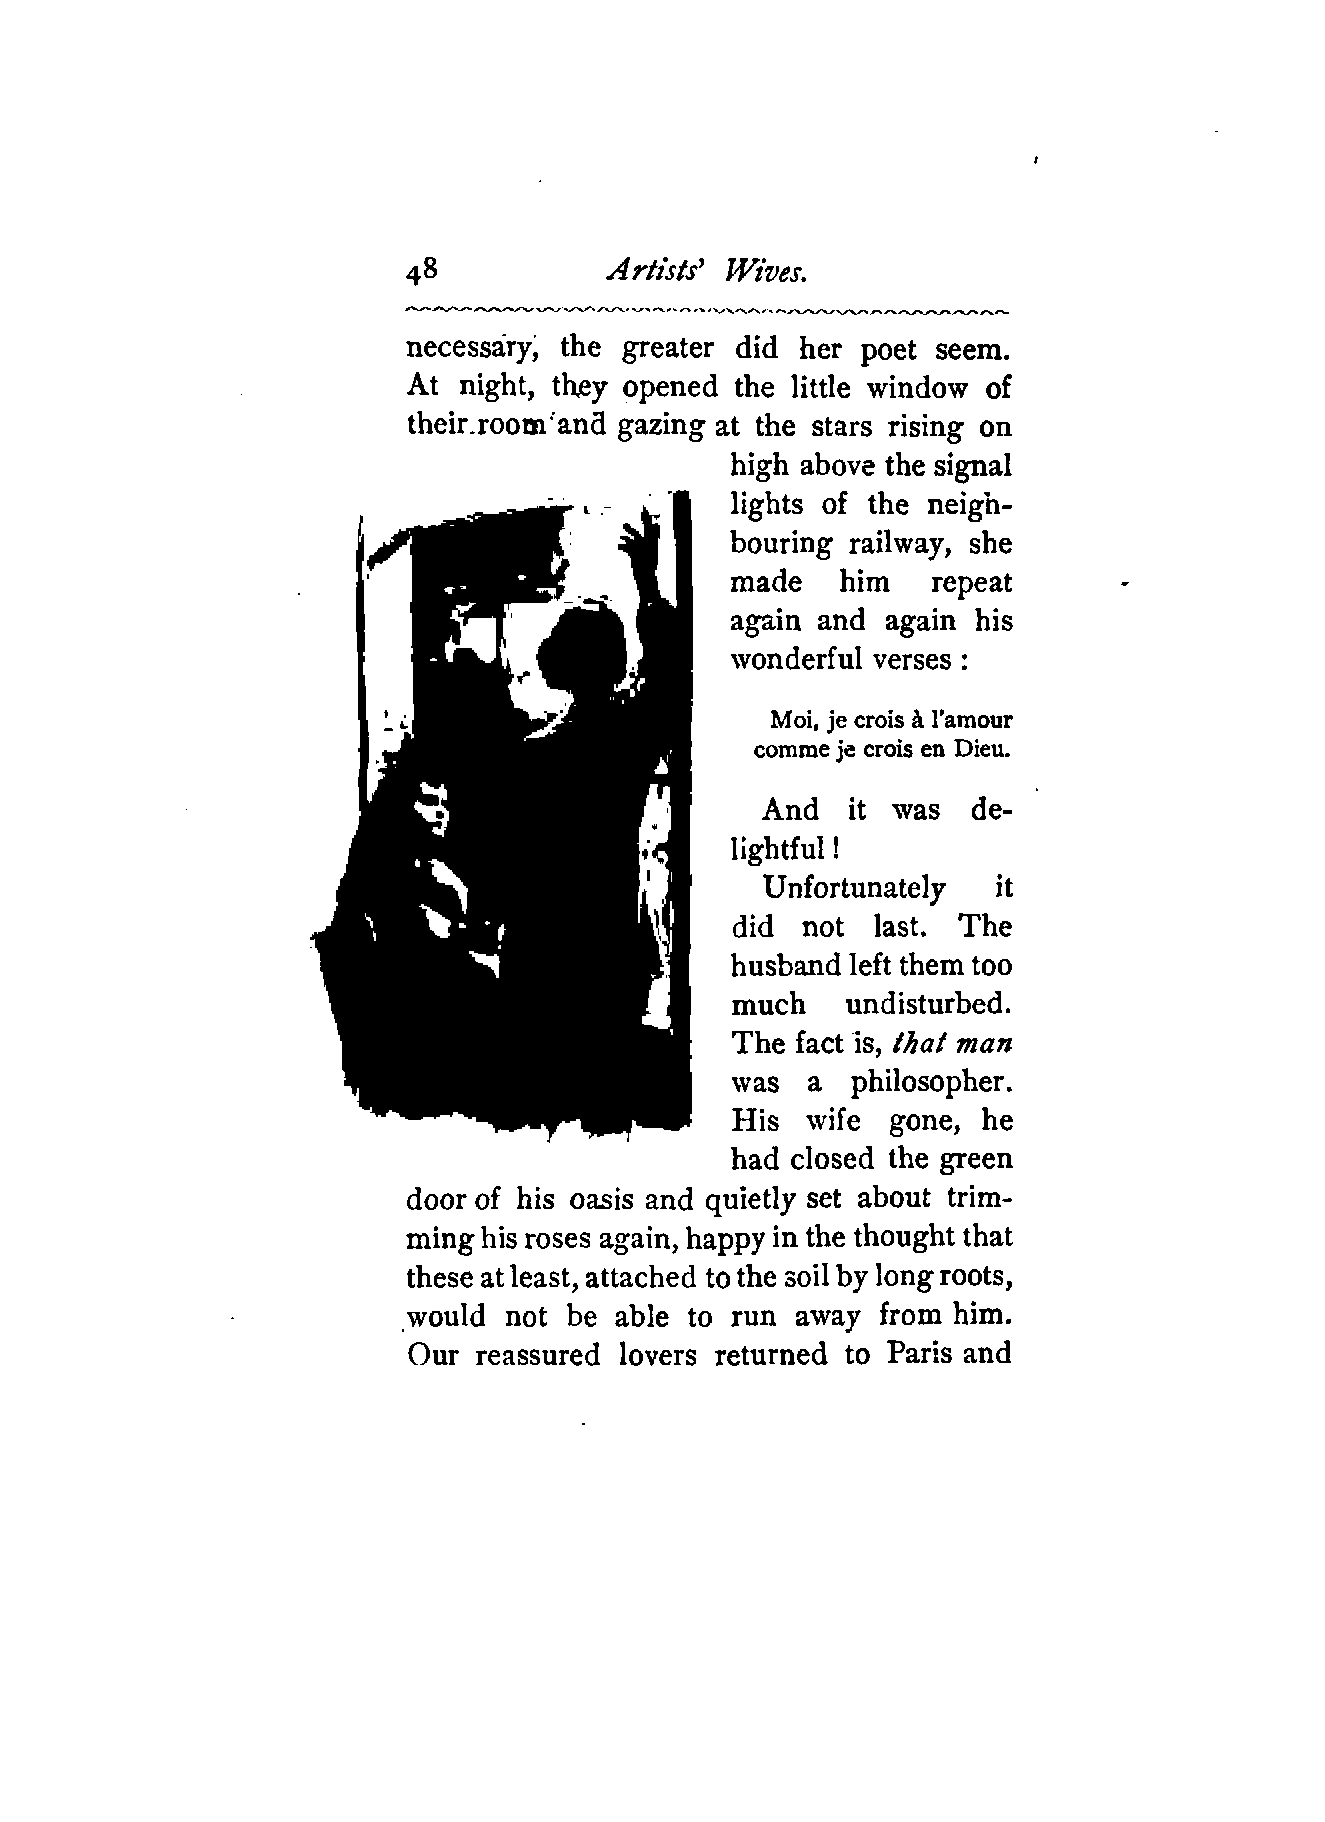 48 Artists' Wives.
necessary, the greater did her poet seem.
At night, they opened the little window of
their room and gazing at the stars rising on
high above the signal
lights of the neigh-
bouring railway, she
made him repeat
again and again his
wonderful verses :
Moi, je crois à l'amour
comme je crois en Dieu.
And it was de-
lightful !
Unfortunately it
did not last. The
husband left them too
much undisturbed.
The fact is, that man
was a philosopher.
His wife gone, he
had closed the green
door of his oasis and quietly set about trim-
ming his roses again, happy in the thought that
these at least, attached to the soil by long roots,
would not be able to run away from him.
Our reassured lovers returned to Paris and